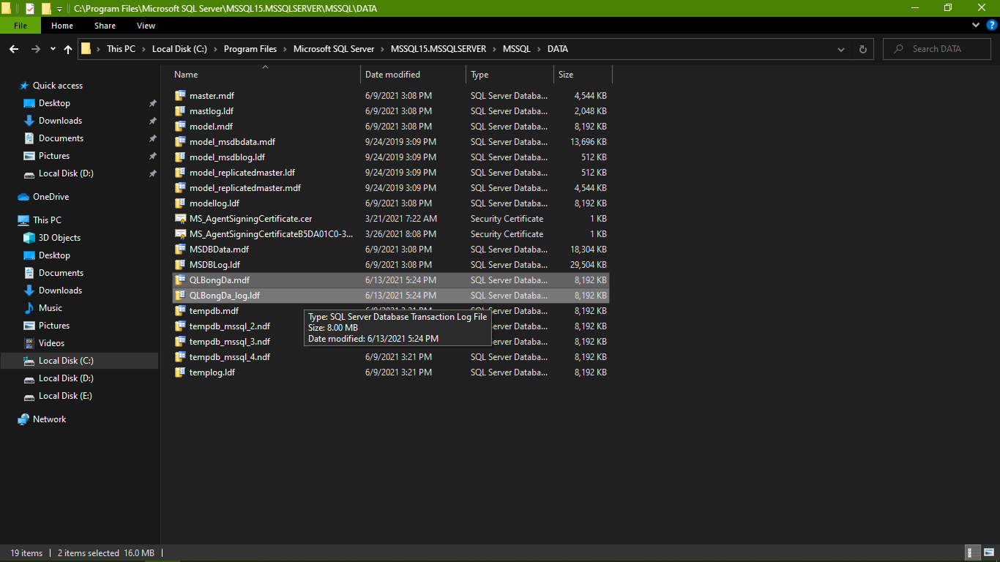 C:\Program Files\Microsoft SQL Server\MSSQL15.MSSQLSERVER\MSSQL\DATA
File Home Share View
This PC Local Disk (C:) Program Files Microsoft SQL Server MSSQL15.MSSQLSERVER MSSQL DATA Search DATA
Quick access
Desktop
Downloads
Documents
Pictures
Local Disk (D:)
OneDrive
This PC
3D Objects
Desktop
Documents
Downloads
Music
Pictures
Videos
Local Disk (C:)
Local Disk (D:)
Local Disk (E:)
Network
Name Date modified Type Size
master.mdf 6/9/2021 3:08 PM SQL Server Databa... 4,544 KB
mastlog.ldf 6/9/2021 3:08 PM SQL Server Databa... 2,048 KB
model.mdf 6/9/2021 3:08 PM SQL Server Databa... 8,192 KB
model_msdbdata.mdf 9/24/2019 3:09 PM SQL Server Databa... 13,696 KB
model_msdblog.ldf 9/24/2019 3:09 PM SQL Server Databa... 512 KB
model_replicatedmaster.ldf 9/24/2019 3:09 PM SQL Server Databa... 512 KB
model_replicatedmaster.mdf 9/24/2019 3:09 PM SQL Server Databa... 4,544 KB
modellog.ldf 6/9/2021 3:08 PM SQL Server Databa... 8,192 KB
MS_AgentSigningCertificate.cer 3/21/2021 7:22 AM Security Certificate 1 KB
MS_AgentSigningCertificateB5DA01C0-3... 3/26/2021 8:08 PM Security Certificate 1 KB
MSDBData.mdf 6/9/2021 3:08 PM SQL Server Databa... 18,304 KB
MSDBLog.ldf 6/9/2021 3:08 PM SQL Server Databa... 29,504 KB
QLBongDa.mdf 6/13/2021 5:24 PM SQL Server Databa... 8,192 KB
QLBongDa_log.ldf 6/13/2021 5:24 PM SQL Server Databa... 8,192 KB
tempdb.mdf 8,192 KB
tempdb_mssql_2.ndf 8,192 KB
tempdb_mssql_3.ndf 8,192 KB
tempdb_mssql_4.ndf 6/9/2021 3:21 PM SQL Server Databa... 8,192 KB
templog.ldf 6/9/2021 3:21 PM SQL Server Databa... 8,192 KB
Type: SQL Server Database Transaction Log File
Size: 8.00 MB
Date modified: 6/13/2021 5:24 PM
19 items 2 items selected 16.0 MB